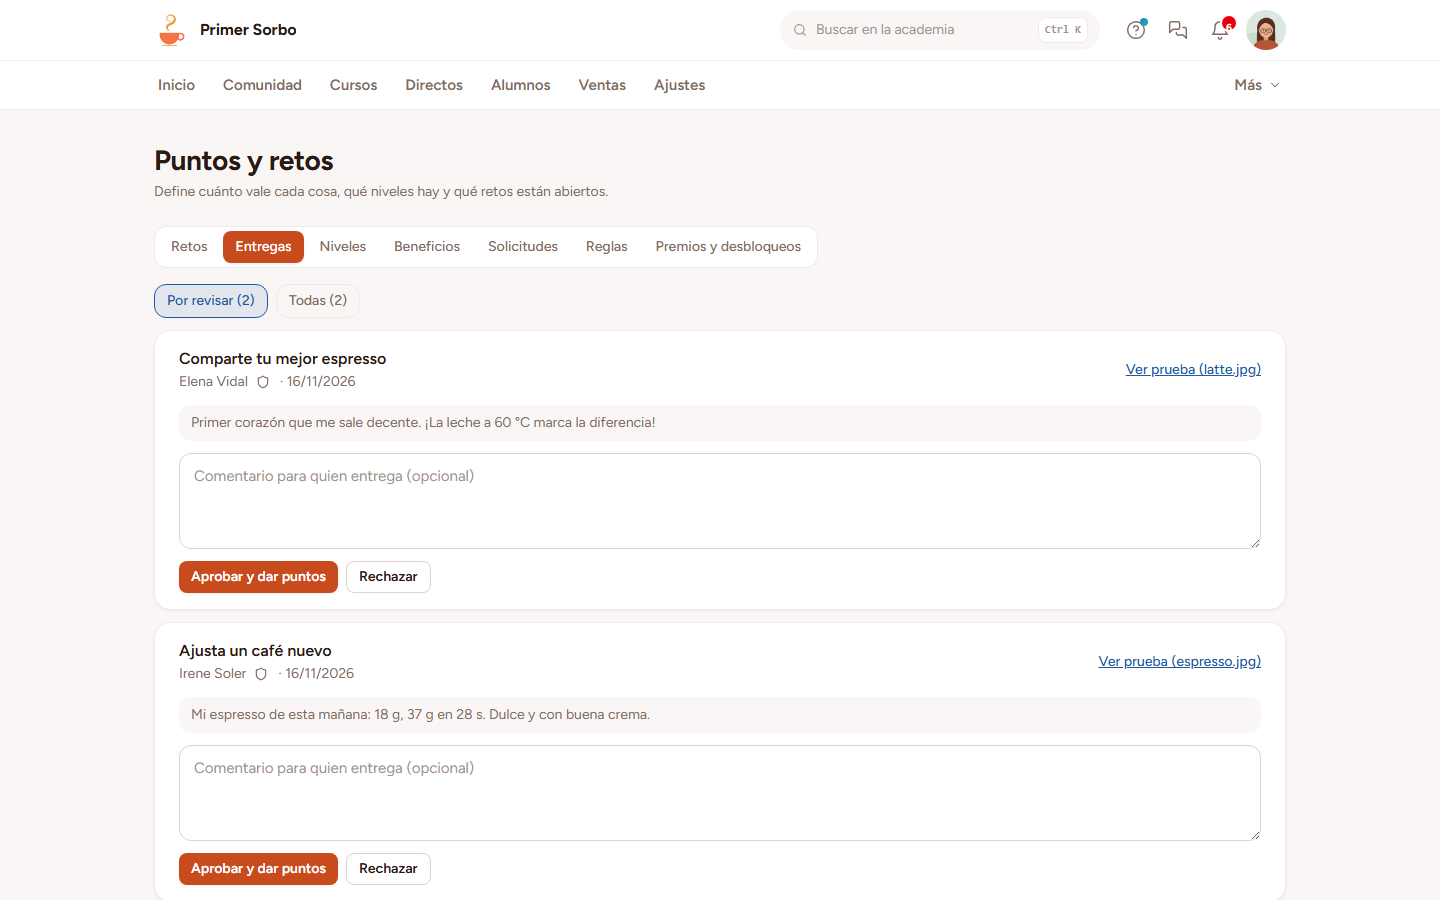 Primer Sorbo
Buscar en la academia
Ctrl K
6
Inicio
Comunidad
Cursos
Directos
Alumnos
Ventas
Ajustes
Más
Puntos y retos
Define cuánto vale cada cosa, qué niveles hay y qué retos están abiertos.
Retos
Entregas
Niveles
Beneficios
Solicitudes
Reglas
Premios y desbloqueos
Por revisar (2)
Todas (2)
Comparte tu mejor espresso
Elena Vidal · 16/11/2026
Ver prueba (latte.jpg)
Primer corazón que me sale decente. ¡La leche a 60 °C marca la diferencia!
Comentario para quien entrega (opcional)
Aprobar y dar puntos
Rechazar
Ajusta un café nuevo
Irene Soler · 16/11/2026
Ver prueba (espresso.jpg)
Mi espresso de esta mañana: 18 g, 37 g en 28 s. Dulce y con buena crema.
Comentario para quien entrega (opcional)
Aprobar y dar puntos
Rechazar